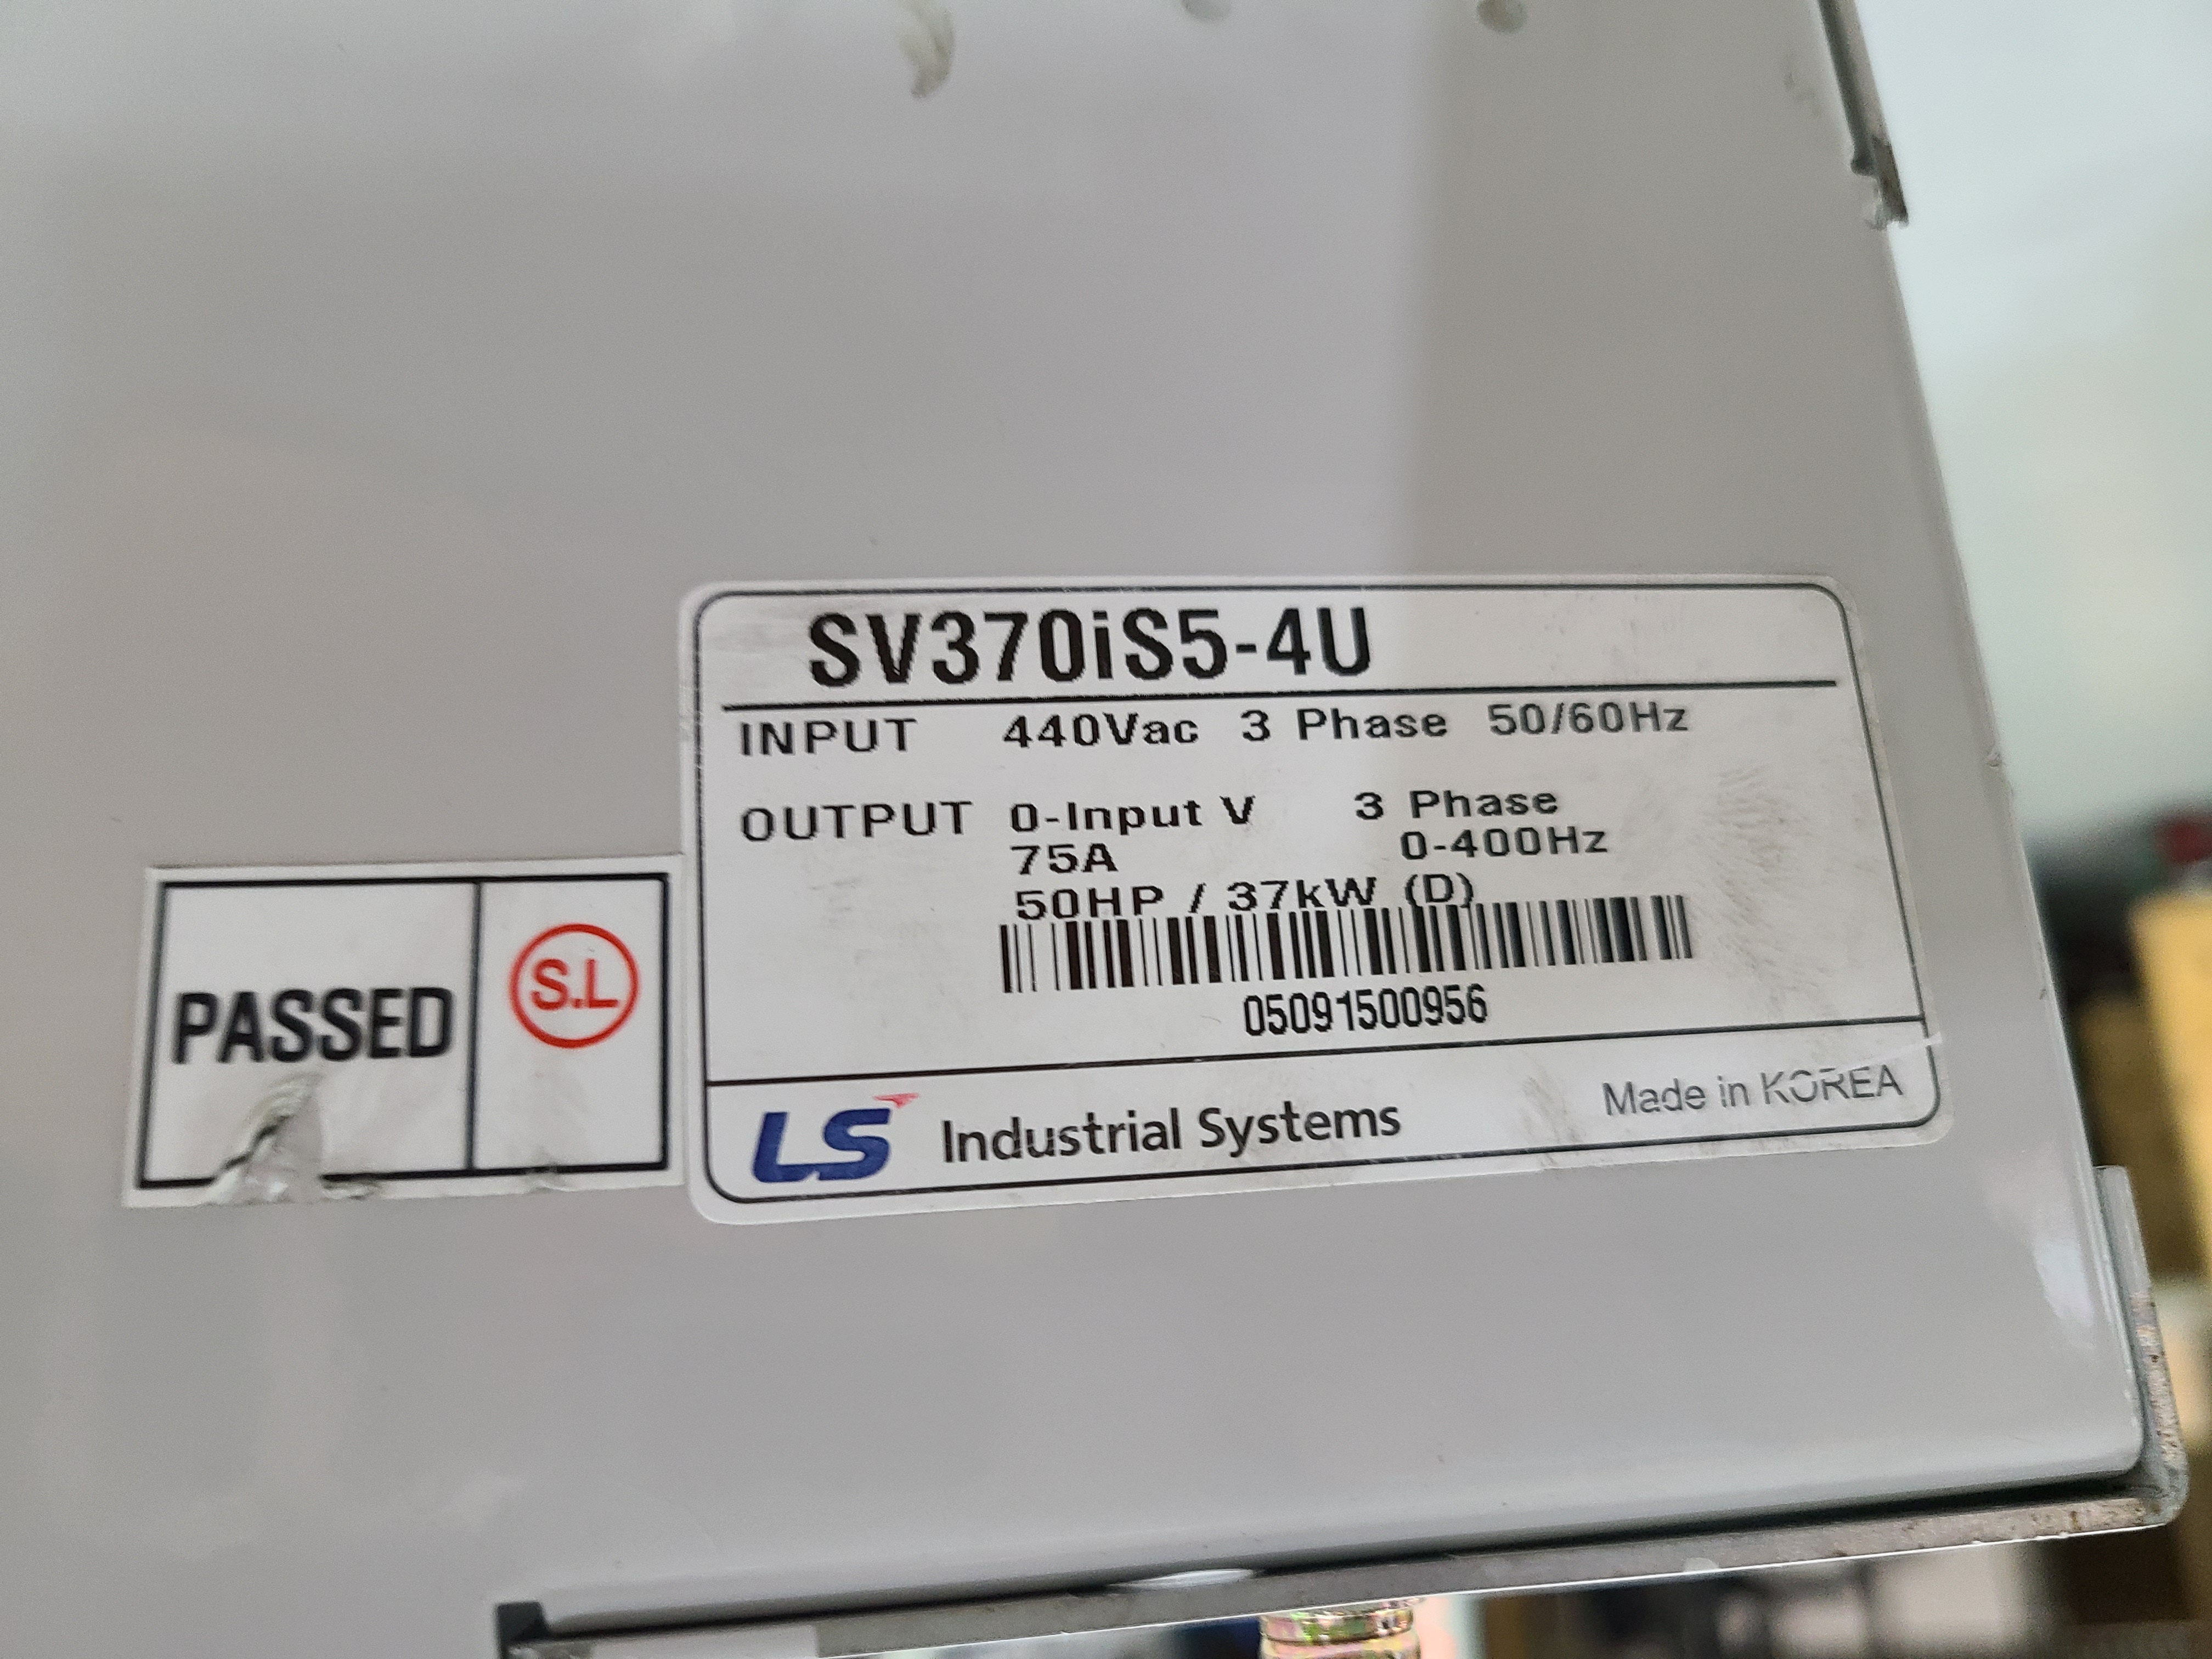 SV370iS5-4U
INPUT 440Vac 3 Phase 50/60Hz
OUTPUT 0-Input V 3 Phase
75A 0-400Hz
50HP / 37kW (D)
05091500956
LS Industrial Systems Made in KOREA
PASSED S.L